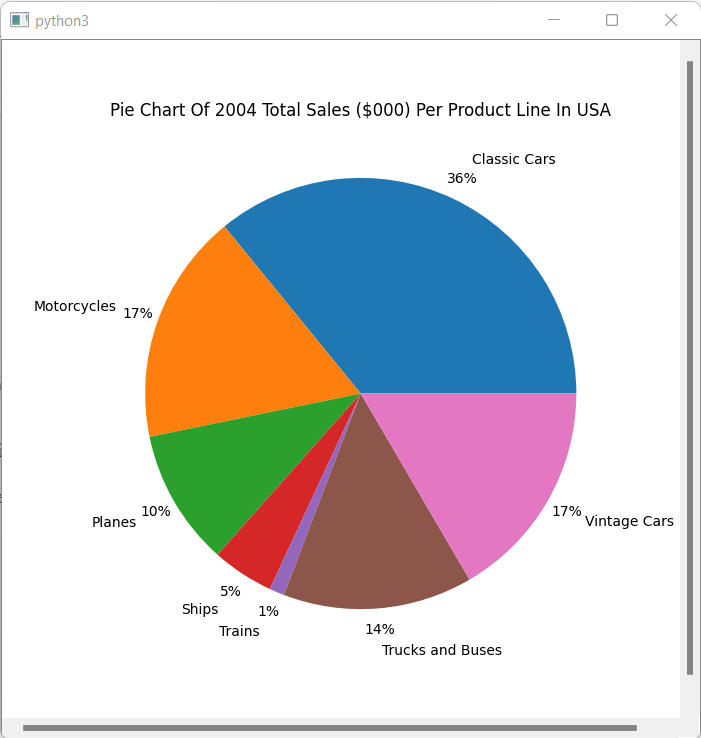 python3
Pie Chart Of 2004 Total Sales ($000) Per Product Line In USA
Classic Cars
36%
Motorcycles
17%
Planes
10%
Ships
5%
Trains
1%
Trucks and Buses
14%
Vintage Cars
17%